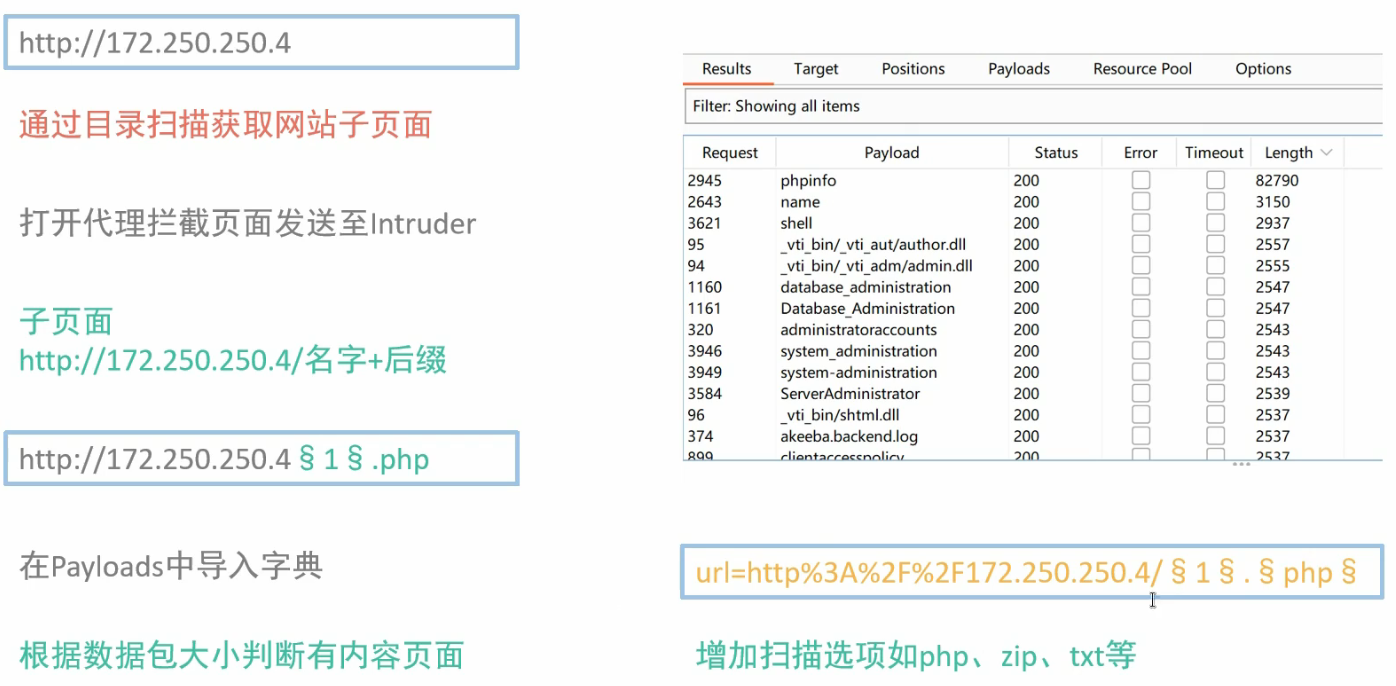 http://172.250.250.4
通过目录扫描获取网站子页面
打开代理拦截页面发送至Intruder
子页面
http://172.250.250.4/名字+后缀
http://172.250.250.4§1§.php
在Payloads中导入字典
根据数据包大小判断有内容页面
Results Target Positions Payloads Resource Pool Options
Filter: Showing all items
Request Payload Status Error Timeout Length
2945 phpinfo 200 82790
2643 name 200 3150
3621 shell 200 2937
95 _vti_bin/_vti_aut/author.dll 200 2557
94 _vti_bin/_vti_adm/admin.dll 200 2555
1160 database_administration 200 2547
1161 Database_Administration 200 2547
320 administratoraccounts 200 2543
3946 system_administration 200 2543
3949 system-administration 200 2543
3584 ServerAdministrator 200 2539
96 _vti_bin/shtml.dll 200 2537
374 akeeba.backend.log 200 2537
899 clientaccesspolicy 200 2537
url=http%3A%2F%2F172.250.250.4/§1§.§php§
增加扫描选项如php、zip、txt等